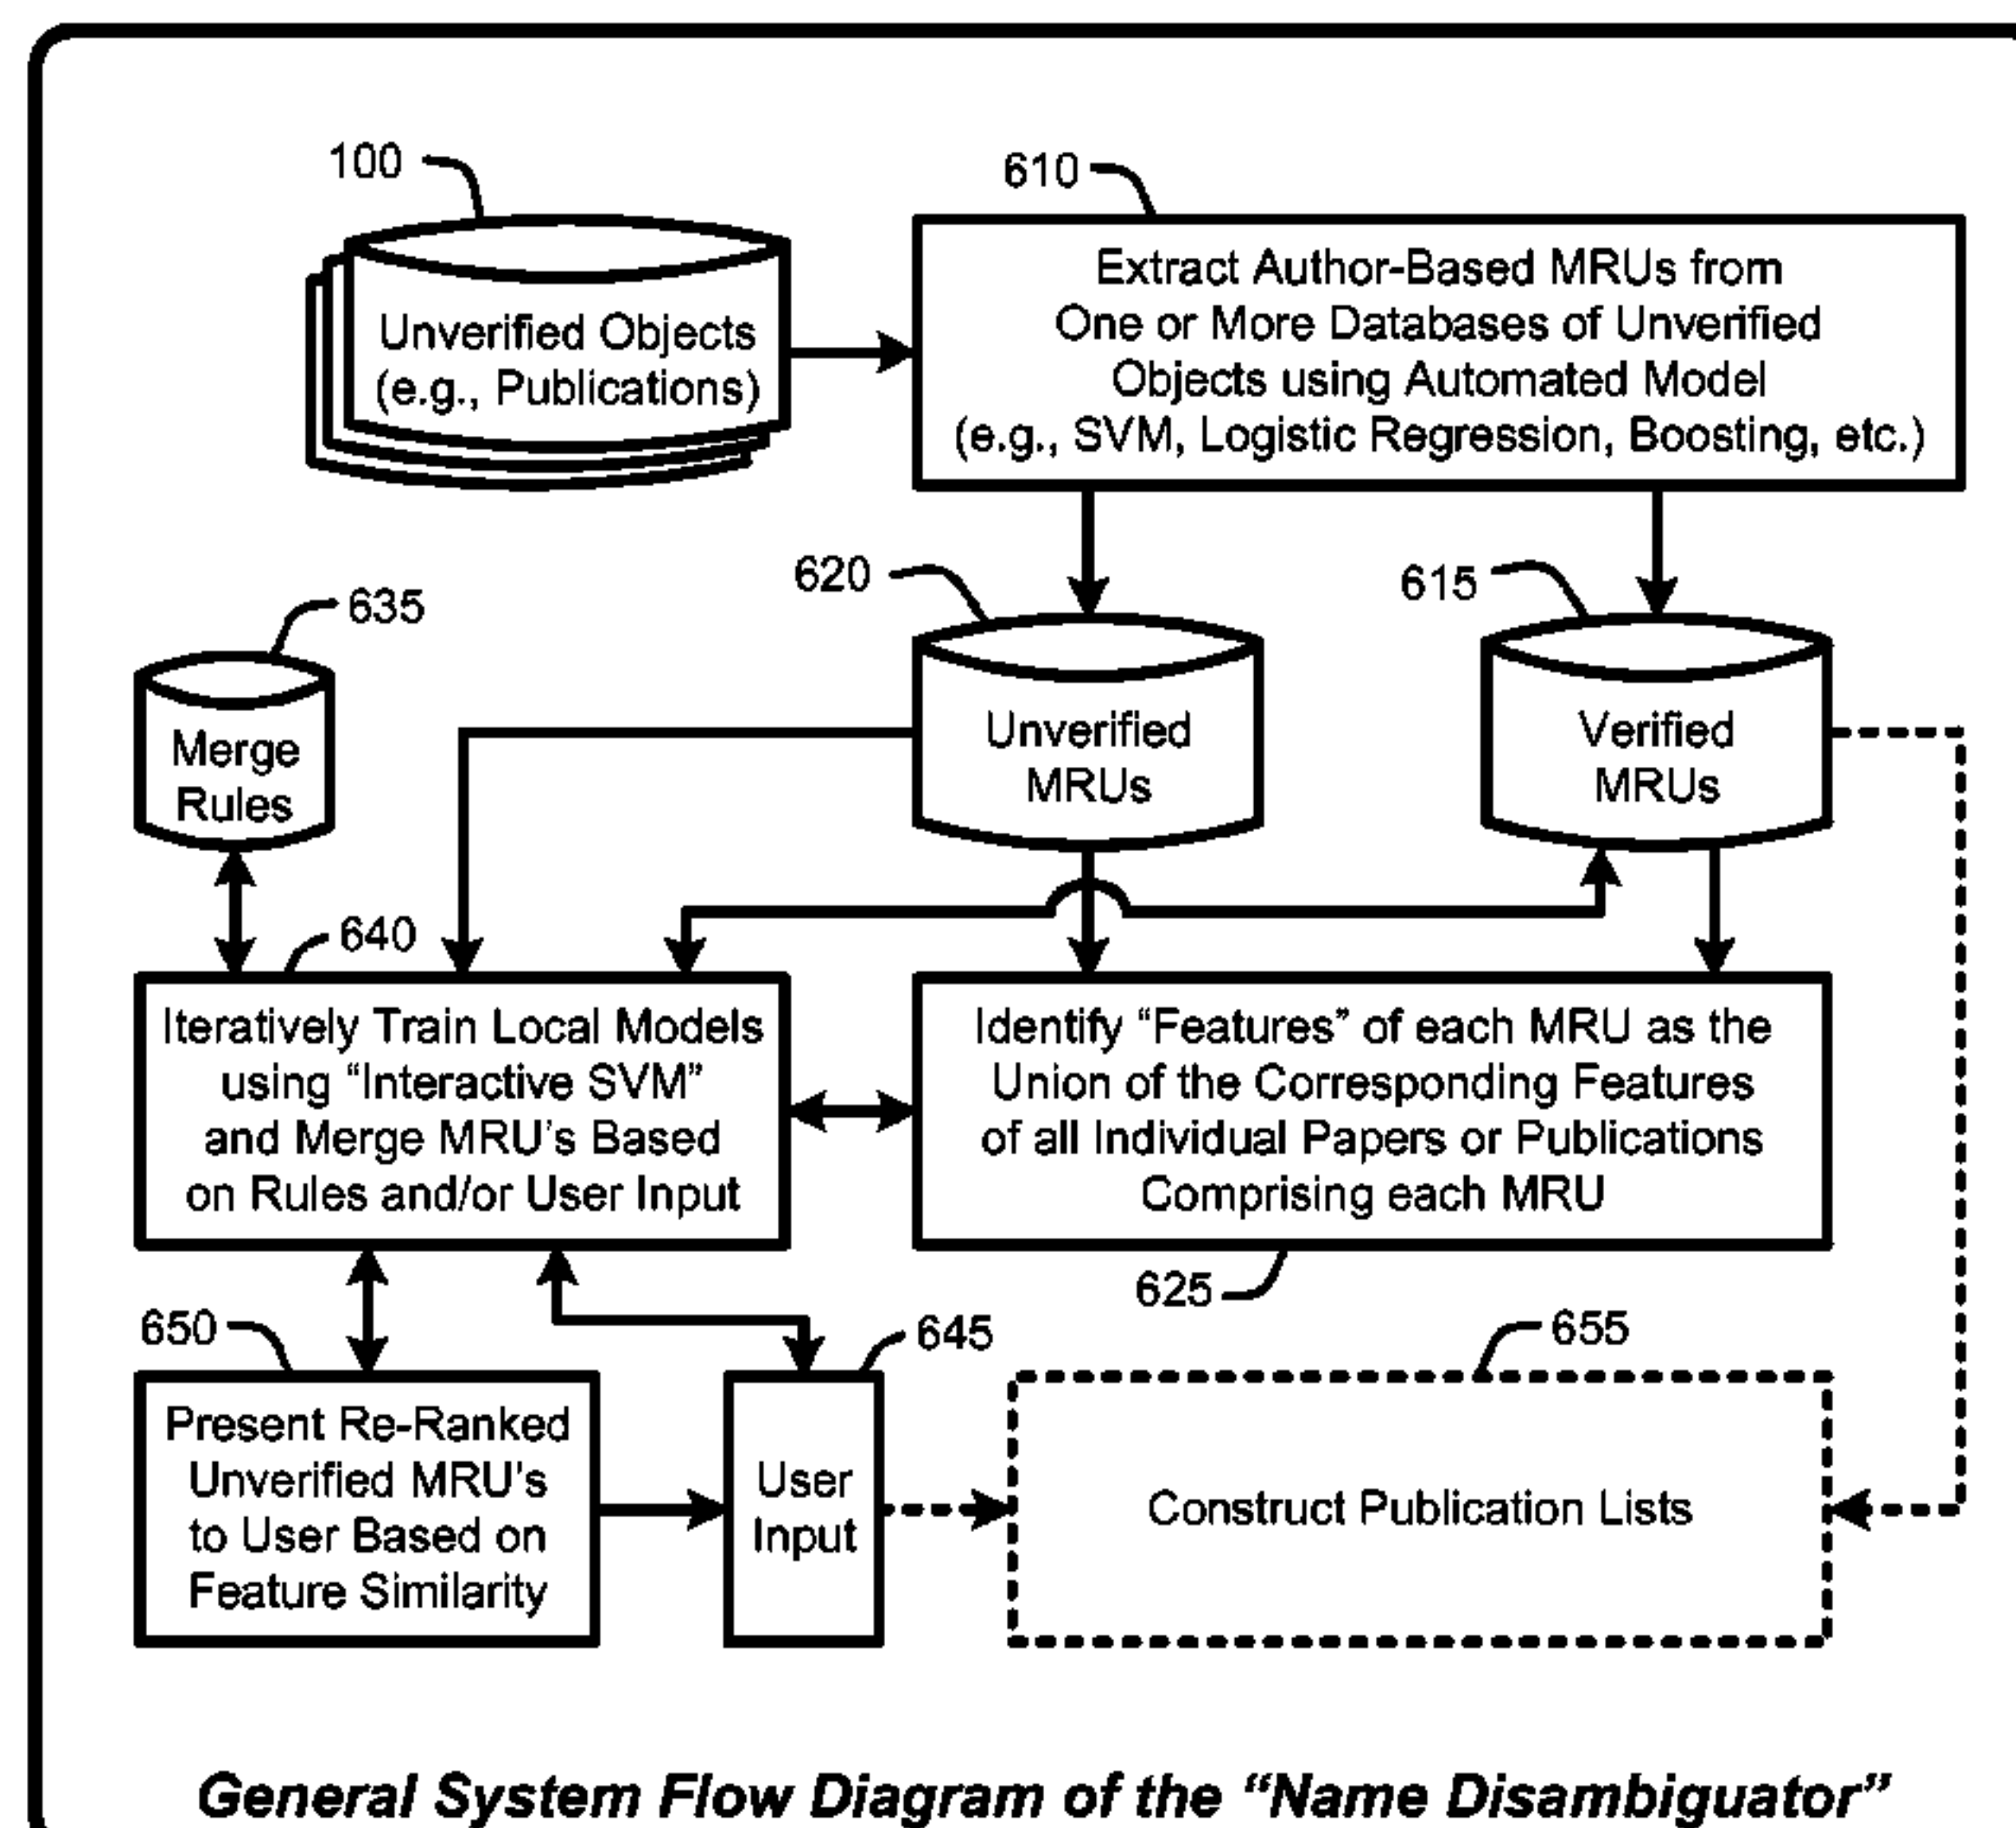 100
Unverified Objects
(e.g., Publications)
610
Extract Author-Based MRUs from
One or More Databases of Unverified
Objects using Automated Model
(e.g., SVM, Logistic Regression, Boosting, etc.)
635
Merge
Rules
620
Unverified
MRUs
615
Verified
MRUs
640
Iteratively Train Local Models
using “Interactive SVM”
and Merge MRU’s Based
on Rules and/or User Input
Identify “Features” of each MRU as the
Union of the Corresponding Features
of all Individual Papers or Publications
Comprising each MRU
625
650
Present Re-Ranked
Unverified MRU’s
to User Based on
Feature Similarity
645
User
Input
655
Construct Publication Lists
General System Flow Diagram of the “Name Disambiguator”